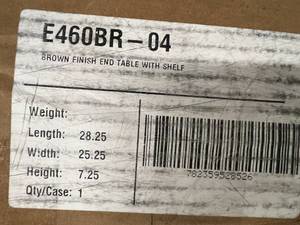 E460BR-04
BROWN FINISH END TABLE WITH SHELF
Weight:
Length: 28.25
Width: 25.25
Height: 7.25
Qty/Case: 1
782359528526